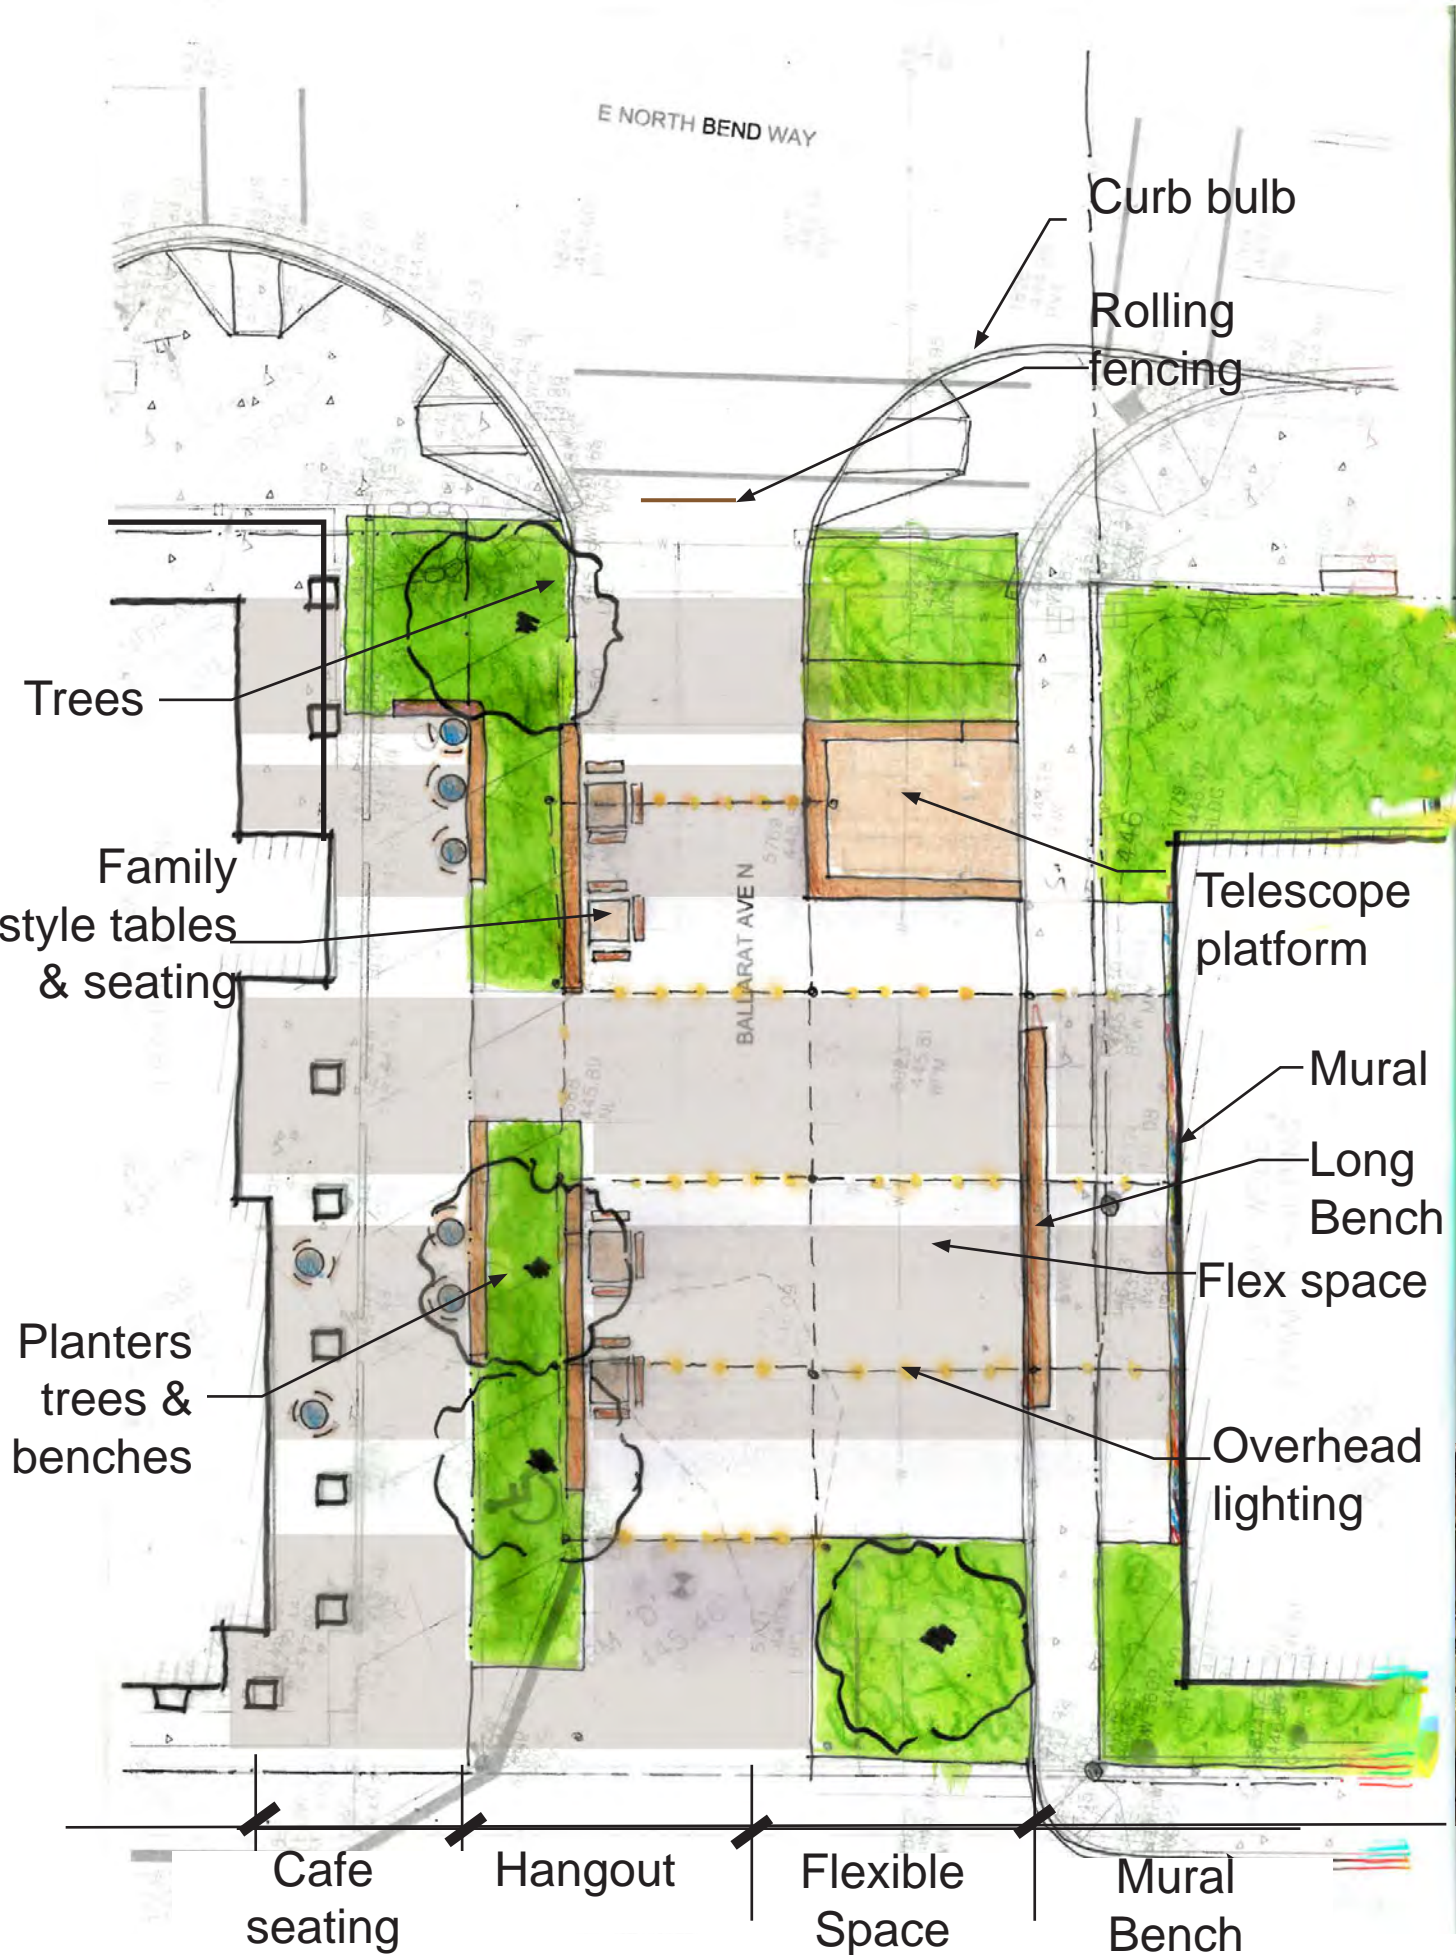 E NORTH BEND WAY
Curb bulb
Rolling
fencing
Trees
Family
style tables
& seating
BALLARAT AVE N
Telescope
platform
Mural
Long
Bench
Flex space
Planters
trees &
benches
Overhead
lighting
Cafe
seating
Hangout
Flexible
Space
Mural
Bench